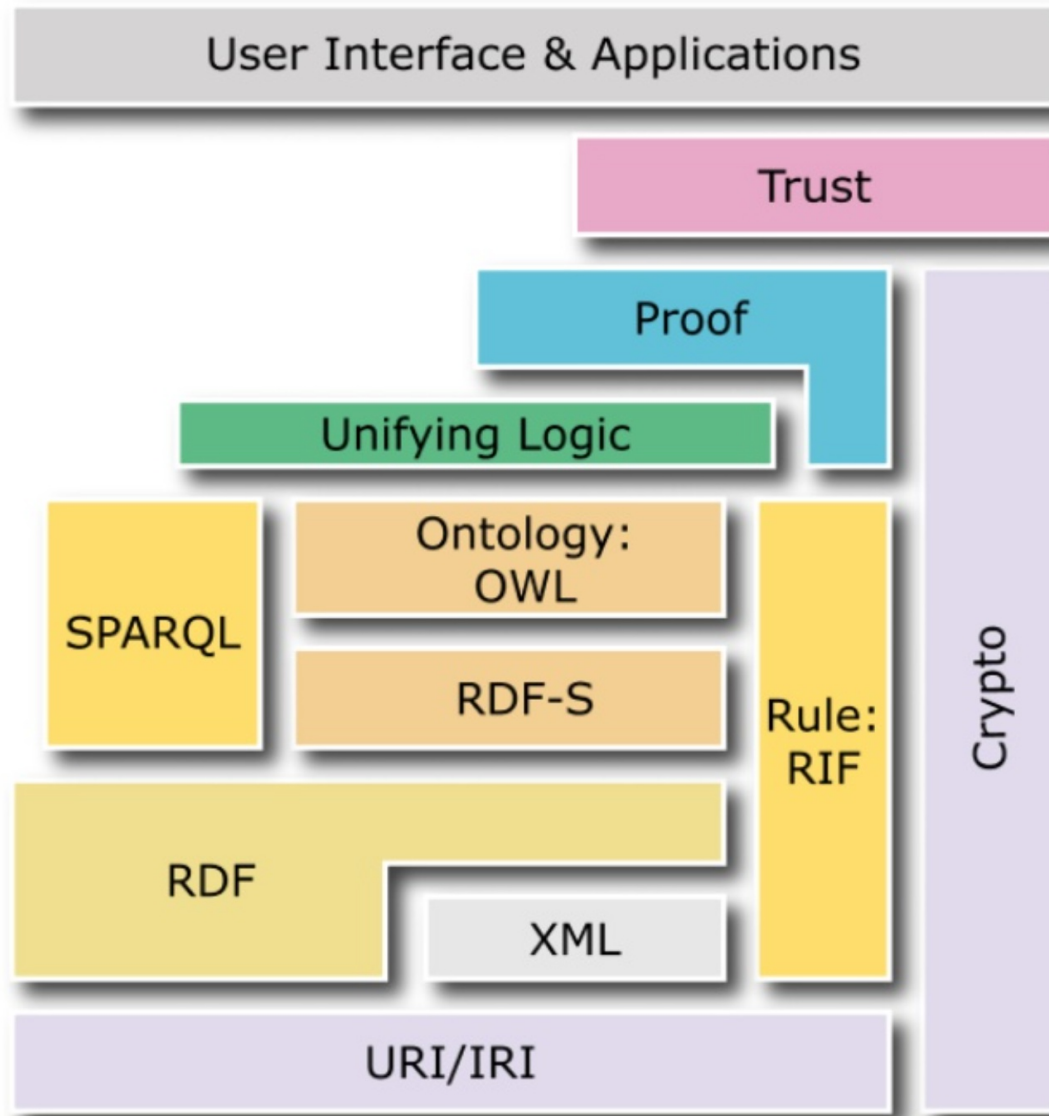 User Interface & Applications
Trust
Proof
Unifying Logic
Ontology:
OWL
SPARQL
RDF-S
Rule:
RIF
Crypto
RDF
XML
URI/IRI